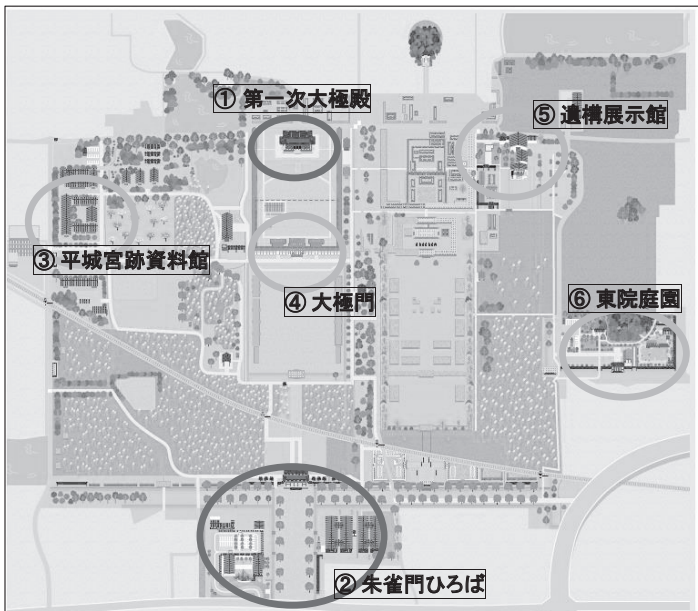 ① 第一次大極殿
⑤ 遺構展示館
③ 平城宮跡資料館
④ 大極門
⑥ 東院庭園
② 朱雀門ひろば